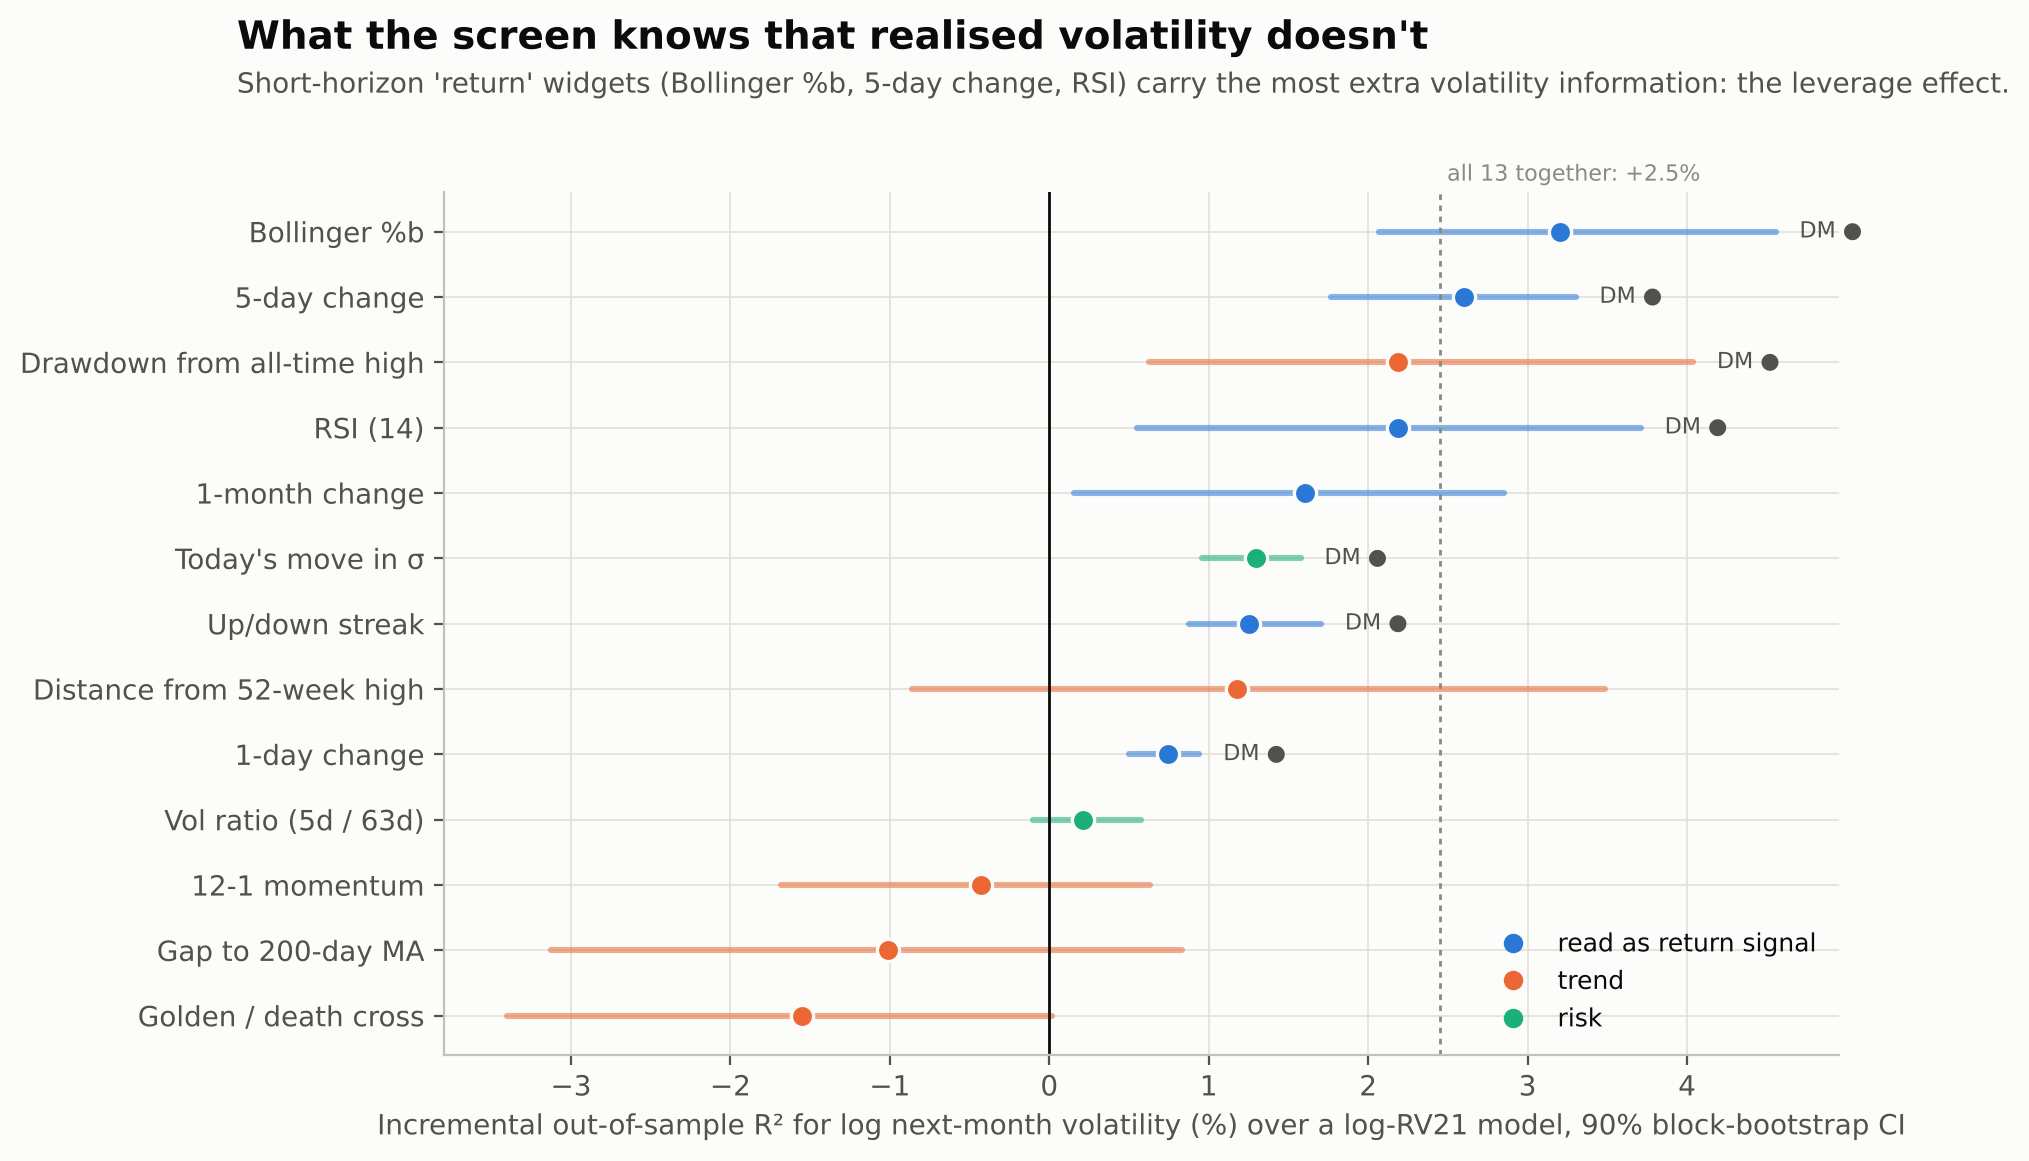 What the screen knows that realised volatility doesn't
Short-horizon 'return' widgets (Bollinger %b, 5-day change, RSI) carry the most extra volatility information: the leverage effect.
all 13 together: +2.5%
Bollinger %b
DM
5-day change
DM
Drawdown from all-time high
DM
RSI (14)
DM
1-month change
Today's move in σ
DM
Up/down streak
DM
Distance from 52-week high
1-day change
DM
Vol ratio (5d / 63d)
12-1 momentum
Gap to 200-day MA
Golden / death cross
read as return signal
trend
risk
−3 −2 −1 0 1 2 3 4
Incremental out-of-sample R² for log next-month volatility (%) over a log-RV21 model, 90% block-bootstrap CI